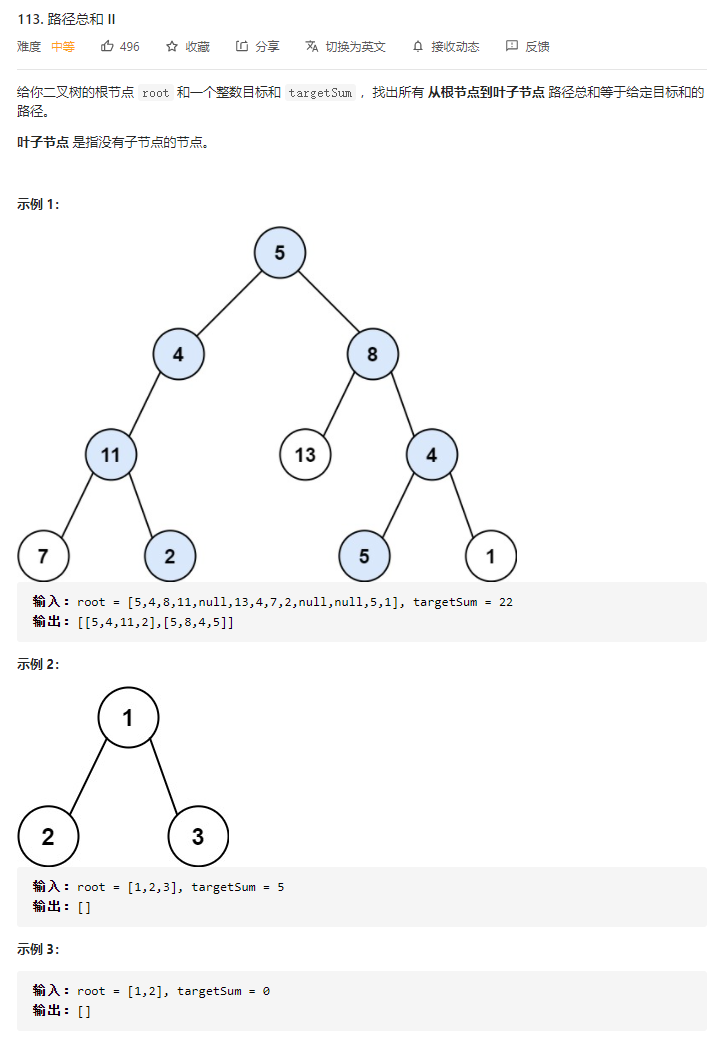 113. 路径总和 II
难度 中等 496 收藏 分享 切换为英文 接收动态 反馈
给你二叉树的根节点 root 和一个整数目标和 targetSum ，找出所有 从根节点到叶子节点 路径总和等于给定目标和的
路径。
叶子节点 是指没有子节点的节点。
示例 1：
5
4 8
11 13 4
7 2 5 1
输入：root = [5,4,8,11,null,13,4,7,2,null,null,5,1], targetSum = 22
输出：[[5,4,11,2],[5,8,4,5]]
示例 2：
1
2 3
输入：root = [1,2,3], targetSum = 5
输出：[]
示例 3：
输入：root = [1,2], targetSum = 0
输出：[]